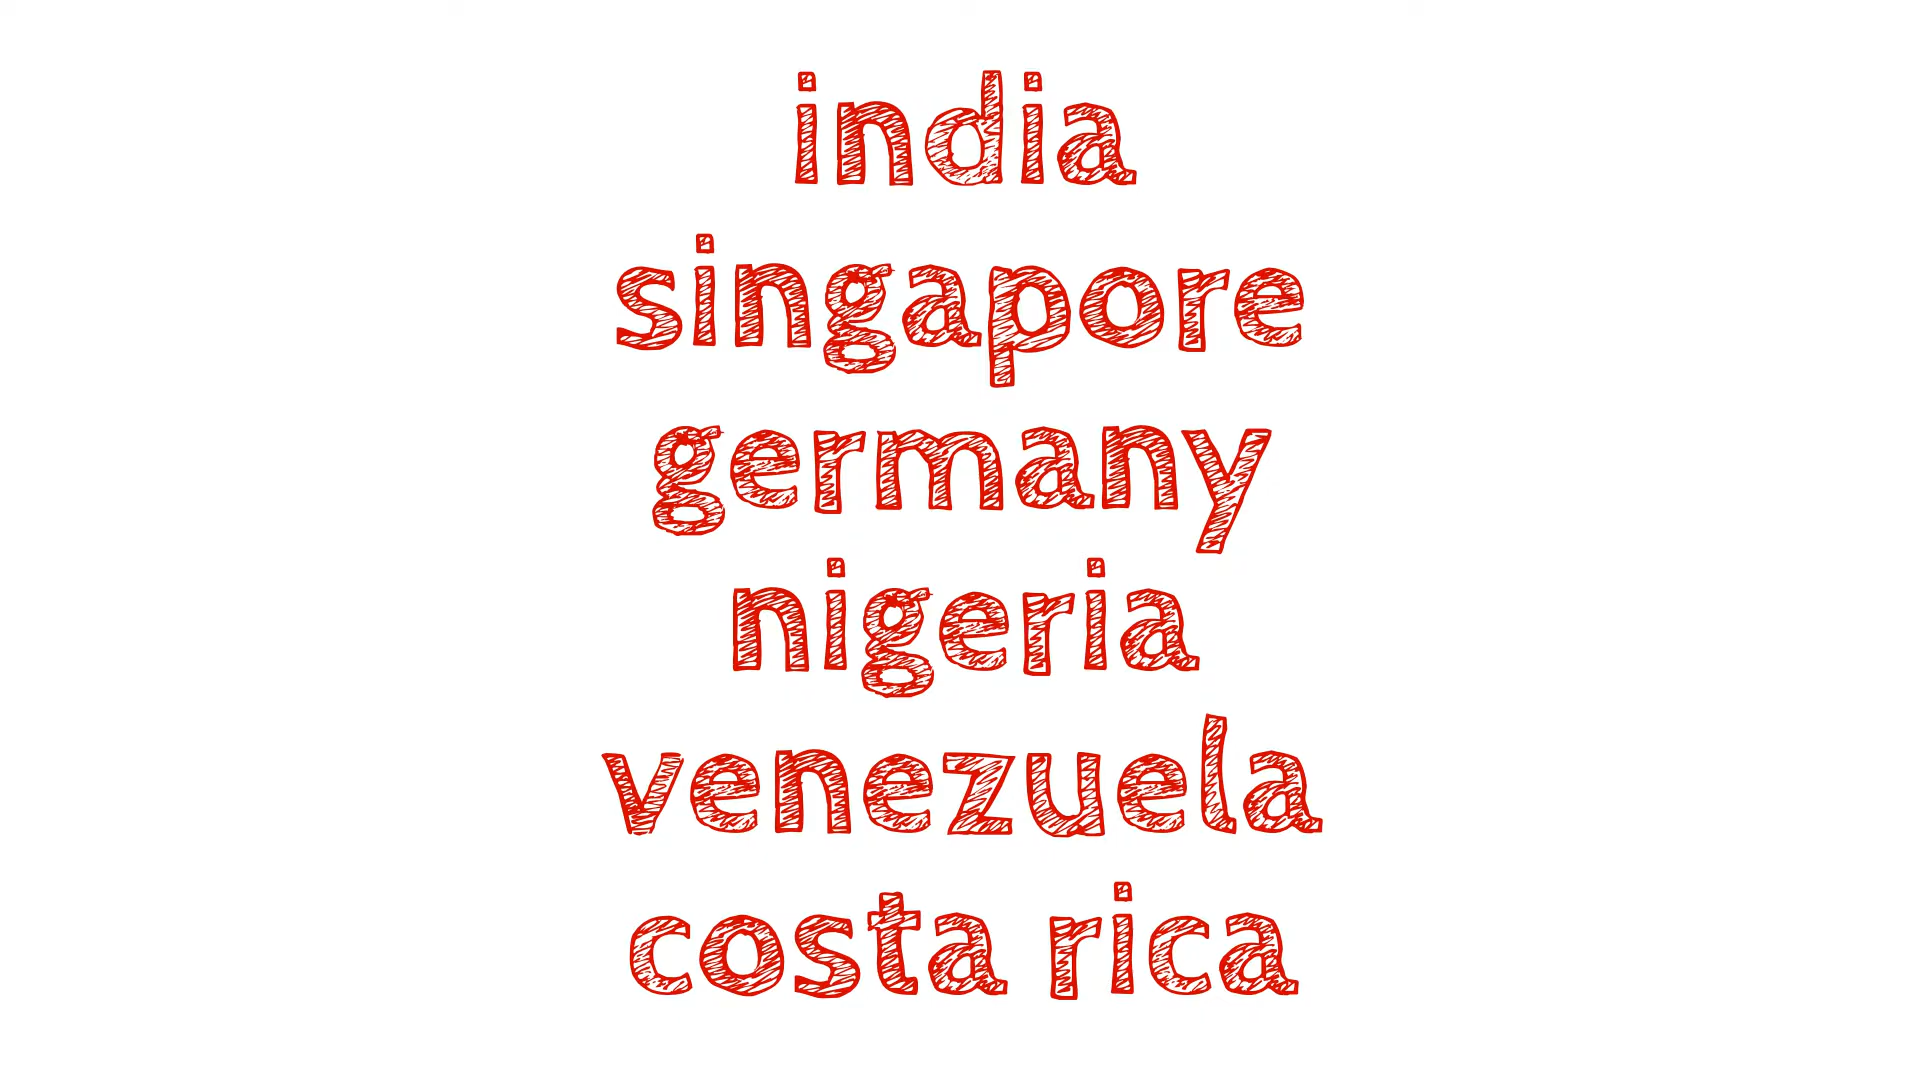 india
singapore
germany
nigeria
venezuela
costa rica